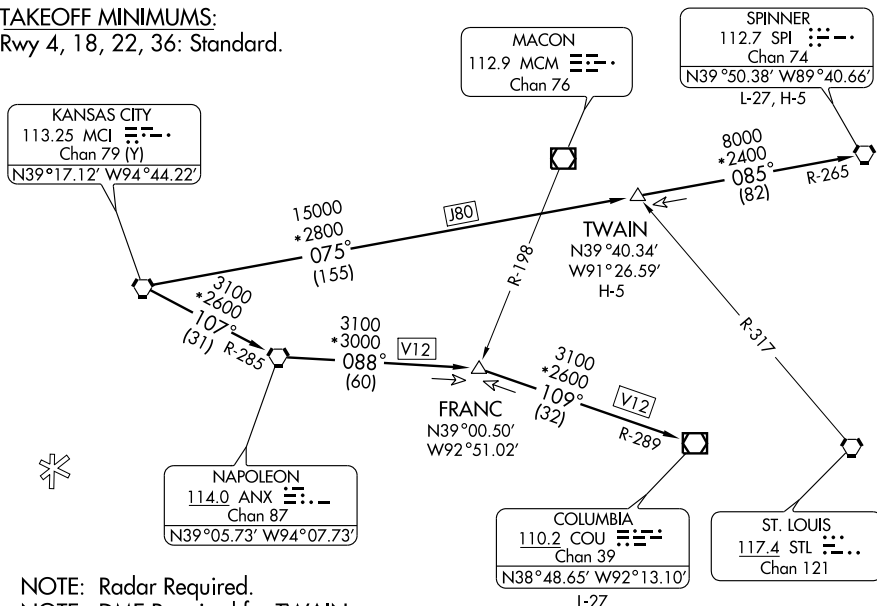 TAKEOFF MINIMUMS:
Rwy 4, 18, 22, 36: Standard.
MACON
112.9 MCM
Chan 76
SPINNER
112.7 SPI
Chan 74
N39°50.38' W89°40.66'
L-27, H-5
KANSAS CITY
113.25 MCI
Chan 79 (Y)
N39°17.12' W94°44.22'
8000
*2400
085°
(82)
R-265
15000
*2800
075°
(155)
J80
TWAIN
N39°40.34'
W91°26.59'
H-5
R-198
R-317
3100
*2600
107°
(31)
R-285
3100
*3000
088°
(60)
V12
FRANC
N39°00.50'
W92°51.02'
3100
*2600
109°
(32)
V12
R-289
NAPOLEON
114.0 ANX
Chan 87
N39°05.73' W94°07.73'
COLUMBIA
110.2 COU
Chan 39
N38°48.65' W92°13.10'
L-27
ST. LOUIS
117.4 STL
Chan 121
NOTE: Radar Required.
NOTE: DME Required for TWAIN